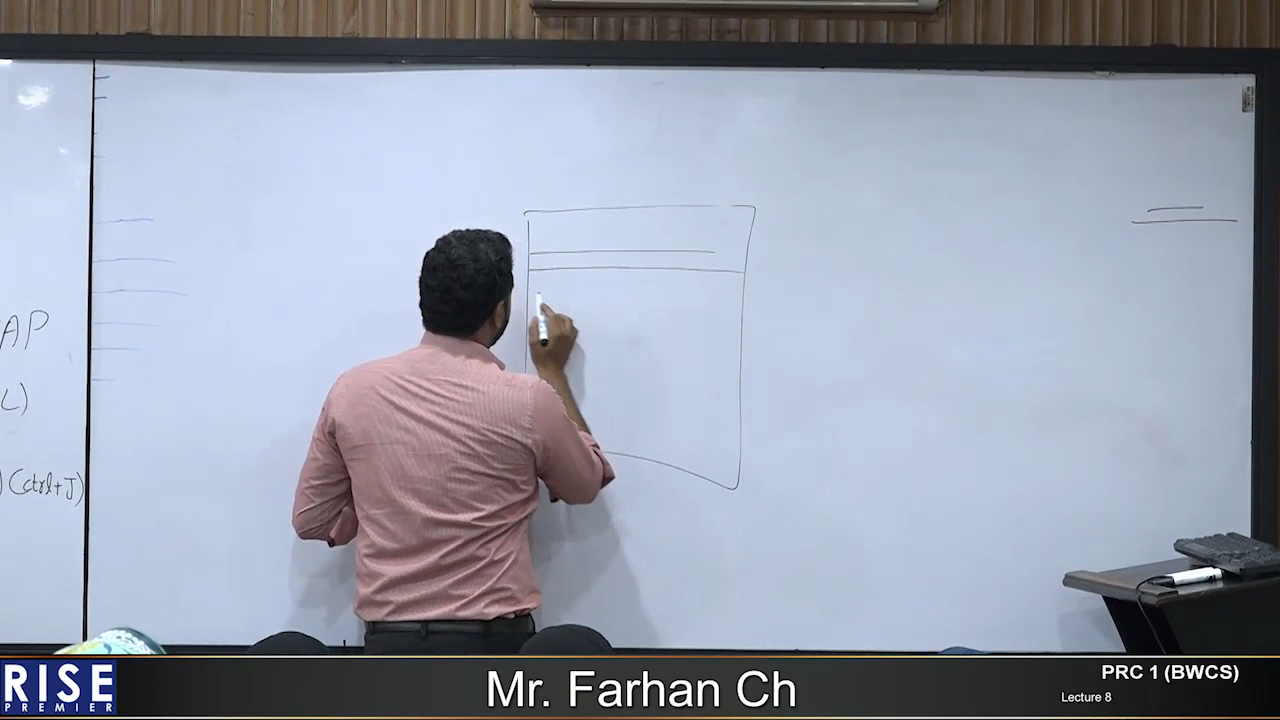 AP
L)
) (ctrl+J)
RISE
PREMIER
Mr. Farhan Ch
PRC 1 (BWCS)
Lecture 8